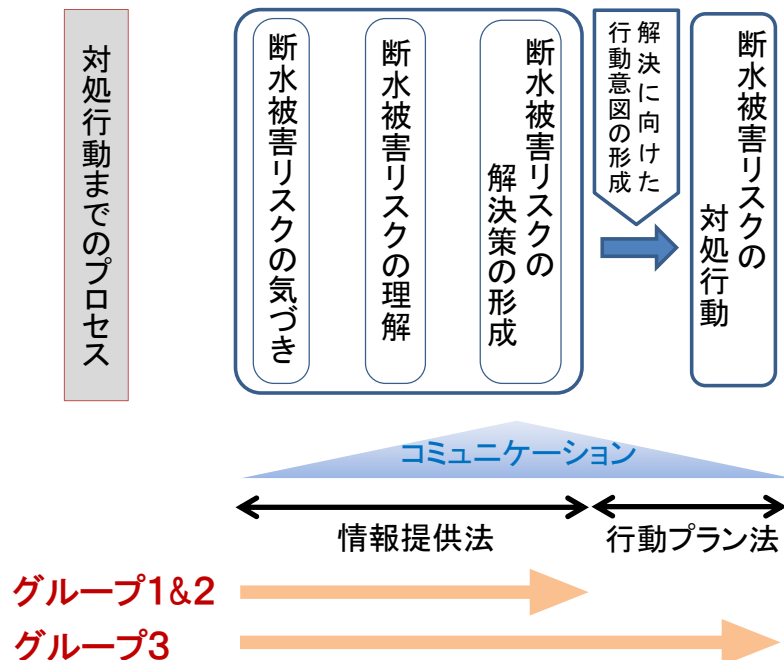 対処行動までのプロセス
断水被害リスクの気づき
断水被害リスクの理解
断水被害リスクの
解決策の形成
解決に向けた
行動意図の形成
断水被害リスクの
対処行動
コミュニケーション
情報提供法
行動プラン法
グループ1&2
グループ3